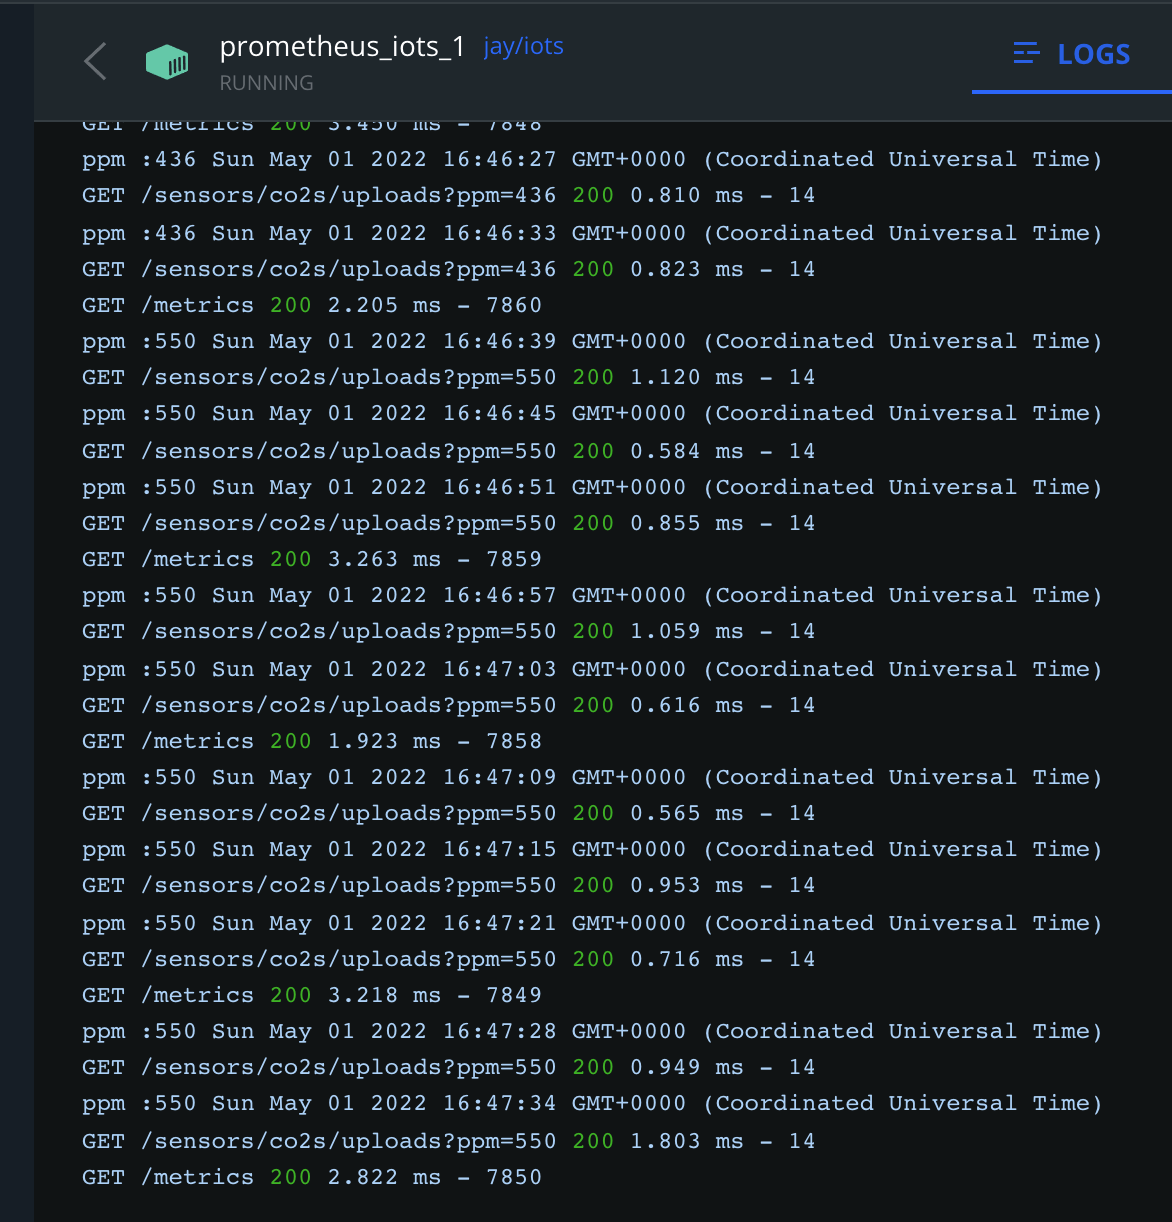 prometheus_iots_1 jay/iots
RUNNING
LOGS
GET /metrics 200 3.450 ms - 7848
ppm :436 Sun May 01 2022 16:46:27 GMT+0000 (Coordinated Universal Time)
GET /sensors/co2s/uploads?ppm=436 200 0.810 ms - 14
ppm :436 Sun May 01 2022 16:46:33 GMT+0000 (Coordinated Universal Time)
GET /sensors/co2s/uploads?ppm=436 200 0.823 ms - 14
GET /metrics 200 2.205 ms - 7860
ppm :550 Sun May 01 2022 16:46:39 GMT+0000 (Coordinated Universal Time)
GET /sensors/co2s/uploads?ppm=550 200 1.120 ms - 14
ppm :550 Sun May 01 2022 16:46:45 GMT+0000 (Coordinated Universal Time)
GET /sensors/co2s/uploads?ppm=550 200 0.584 ms - 14
ppm :550 Sun May 01 2022 16:46:51 GMT+0000 (Coordinated Universal Time)
GET /sensors/co2s/uploads?ppm=550 200 0.855 ms - 14
GET /metrics 200 3.263 ms - 7859
ppm :550 Sun May 01 2022 16:46:57 GMT+0000 (Coordinated Universal Time)
GET /sensors/co2s/uploads?ppm=550 200 1.059 ms - 14
ppm :550 Sun May 01 2022 16:47:03 GMT+0000 (Coordinated Universal Time)
GET /sensors/co2s/uploads?ppm=550 200 0.616 ms - 14
GET /metrics 200 1.923 ms - 7858
ppm :550 Sun May 01 2022 16:47:09 GMT+0000 (Coordinated Universal Time)
GET /sensors/co2s/uploads?ppm=550 200 0.565 ms - 14
ppm :550 Sun May 01 2022 16:47:15 GMT+0000 (Coordinated Universal Time)
GET /sensors/co2s/uploads?ppm=550 200 0.953 ms - 14
ppm :550 Sun May 01 2022 16:47:21 GMT+0000 (Coordinated Universal Time)
GET /sensors/co2s/uploads?ppm=550 200 0.716 ms - 14
GET /metrics 200 3.218 ms - 7849
ppm :550 Sun May 01 2022 16:47:28 GMT+0000 (Coordinated Universal Time)
GET /sensors/co2s/uploads?ppm=550 200 0.949 ms - 14
ppm :550 Sun May 01 2022 16:47:34 GMT+0000 (Coordinated Universal Time)
GET /sensors/co2s/uploads?ppm=550 200 1.803 ms - 14
GET /metrics 200 2.822 ms - 7850